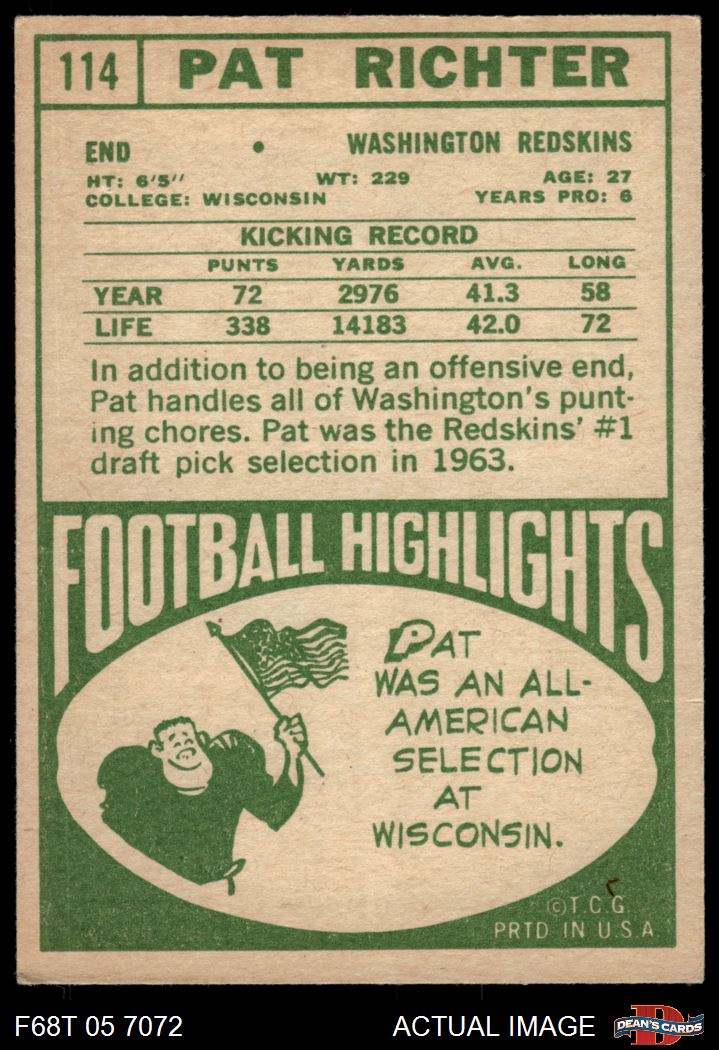 114 PAT RICHTER
END • WASHINGTON REDSKINS
HT: 6'5" WT: 229 AGE: 27
COLLEGE: WISCONSIN YEARS PRO: 6
KICKING RECORD
PUNTS YARDS AVG. LONG
YEAR 72 2976 41.3 58
LIFE 338 14183 42.0 72
In addition to being an offensive end,
Pat handles all of Washington's punt-
ing chores. Pat was the Redskins' #1
draft pick selection in 1963.
FOOTBALL HIGHLIGHTS
PAT
WAS AN ALL-
AMERICAN
SELECTION
AT
WISCONSIN.
©T.C.G.
PRTD IN U.S.A.
F68T 05 7072 ACTUAL IMAGE D DEAN'S CARDS